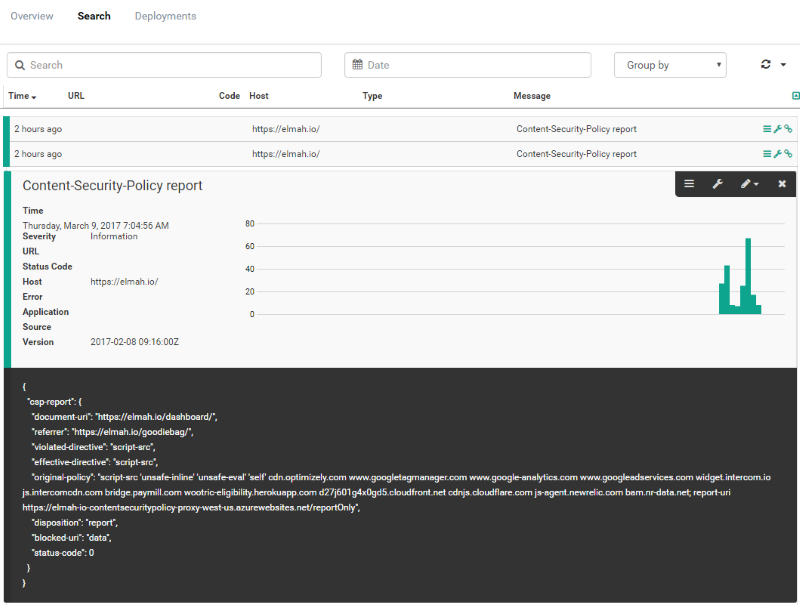 Overview Search Deployments
Search Date Group by
Time URL Code Host Type Message
2 hours ago https://elmah.io/ Content-Security-Policy report
2 hours ago https://elmah.io/ Content-Security-Policy report
Content-Security-Policy report
Time
Thursday, March 9, 2017 7:04:56 AM
Severity Information
URL
Status Code
Host https://elmah.io/
Error
Application
Source
Version 2017-02-08 09:16:00Z
80
60
40
20
0
{
"csp-report": {
"document-uri": "https://elmah.io/dashboard/",
"referrer": "https://elmah.io/goodiebag/",
"violated-directive": "script-src",
"effective-directive": "script-src",
"original-policy": "script-src 'unsafe-inline' 'unsafe-eval' 'self' cdn.optimizely.com www.googletagmanager.com www.google-analytics.com www.googleadservices.com widget.intercom.io
js.intercomcdn.com bridge.paymill.com wootric-eligibility.herokuapp.com d27j601g4x0gd5.cloudfront.net cdnjs.cloudflare.com js-agent.newrelic.com bam.nr-data.net; report-uri
https://elmah-io-contentsecuritypolicy-proxy-west-us.azurewebsites.net/reportOnly",
"disposition": "report",
"blocked-uri": "data",
"status-code": 0
}
}